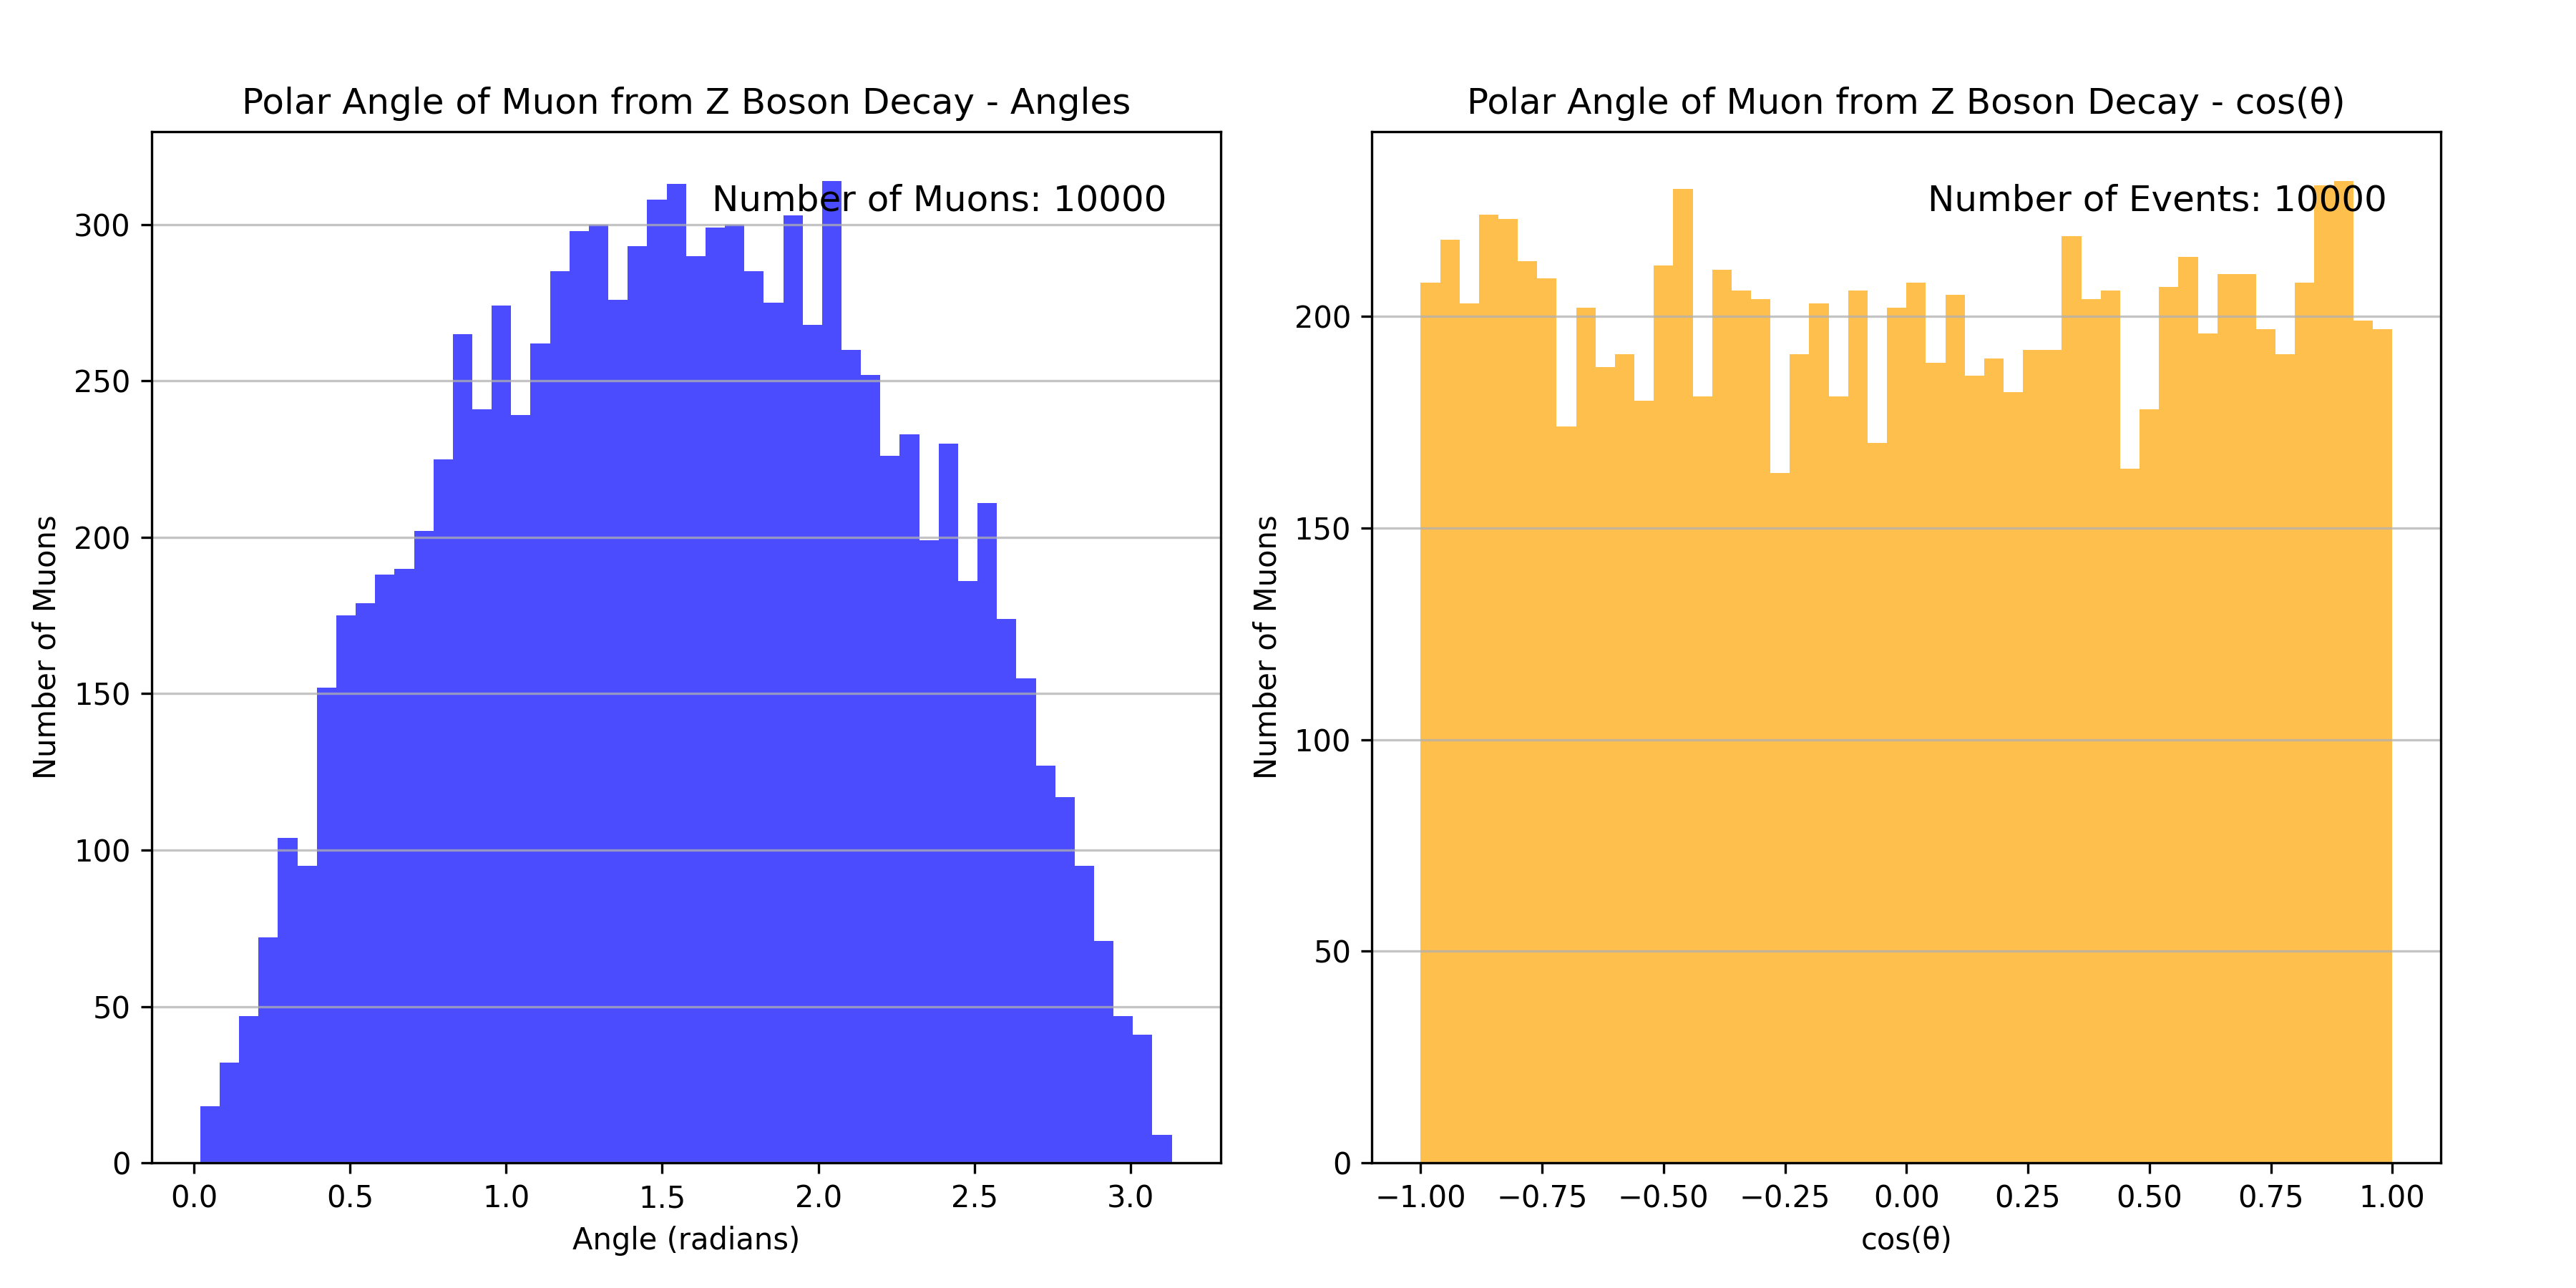 Polar Angle of Muon from Z Boson Decay - Angles
Number of Muons: 10000
300
250
200
150
100
50
0
Number of Muons
0.0 0.5 1.0 1.5 2.0 2.5 3.0
Angle (radians)
Polar Angle of Muon from Z Boson Decay - cos(θ)
Number of Events: 10000
200
150
100
50
0
Number of Muons
−1.00 −0.75 −0.50 −0.25 0.00 0.25 0.50 0.75 1.00
cos(θ)